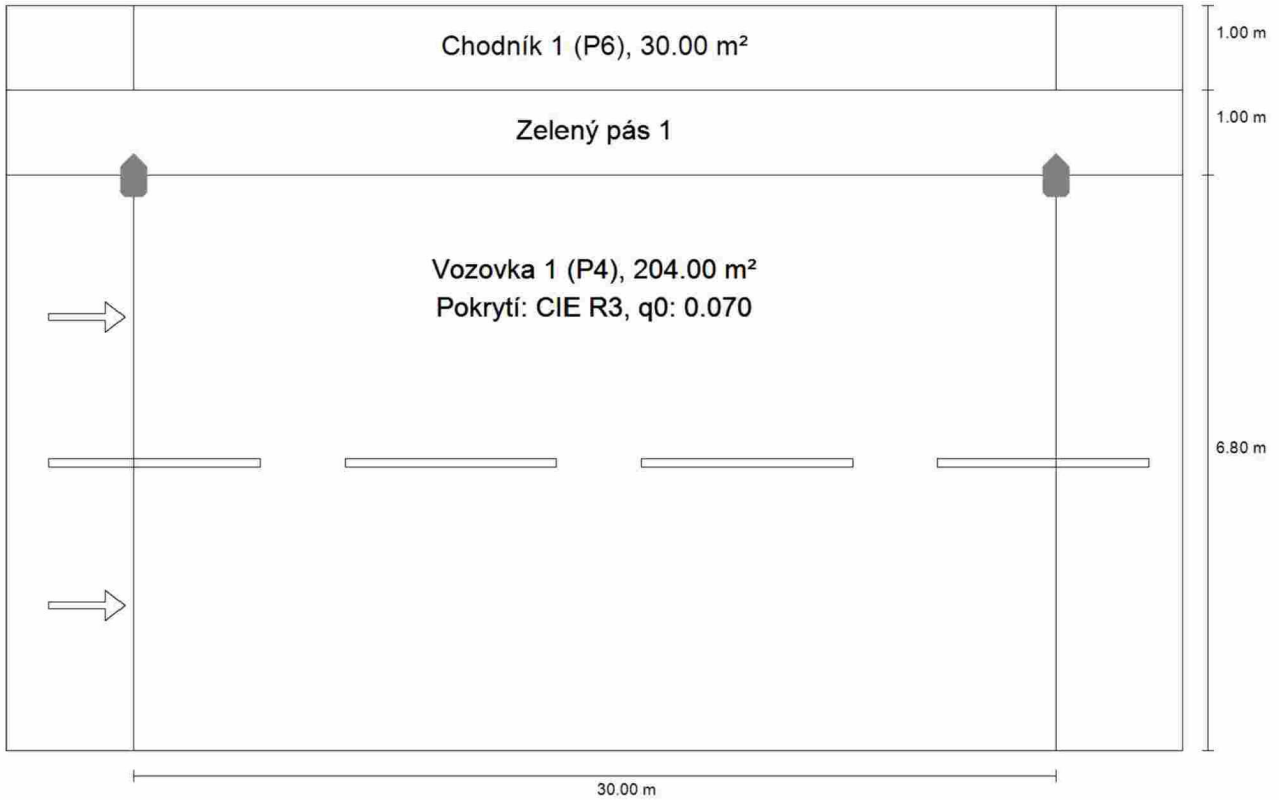 Chodník 1 (P6), 30.00 m²
1.00 m
Zelený pás 1
1.00 m
Vozovka 1 (P4), 204.00 m²
Pokrytí: CIE R3, q0: 0.070
6.80 m
30.00 m